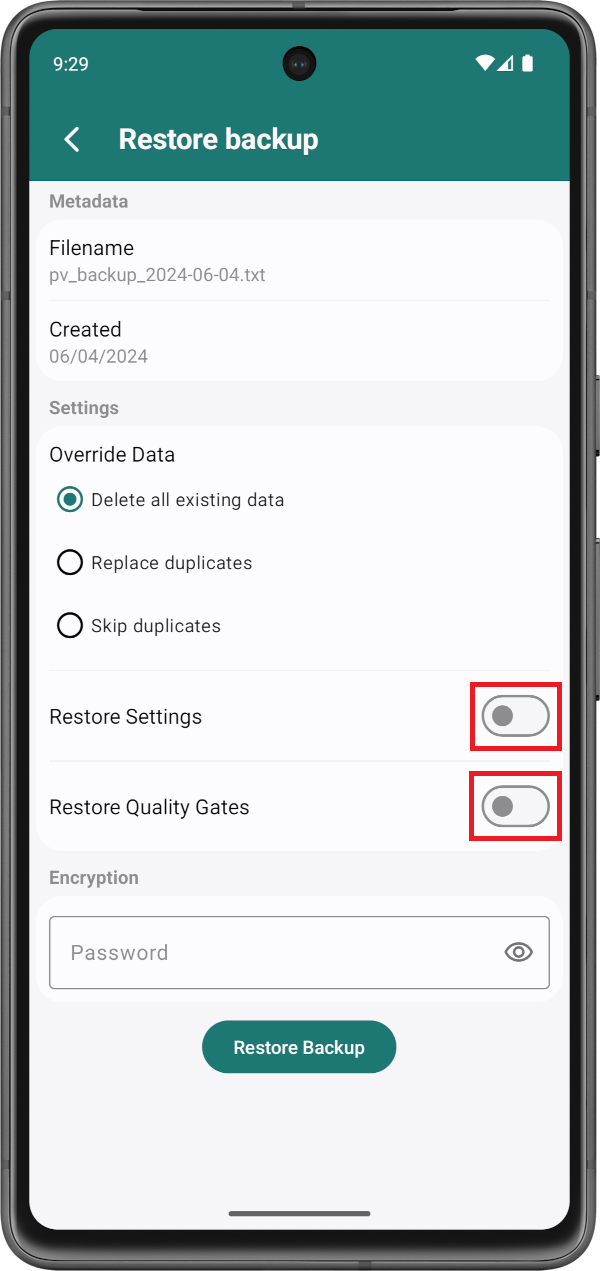 9:29
Restore backup
Metadata
Filename
pv_backup_2024-06-04.txt
Created
06/04/2024
Settings
Override Data
Delete all existing data
Replace duplicates
Skip duplicates
Restore Settings
Restore Quality Gates
Encryption
Password
Restore Backup